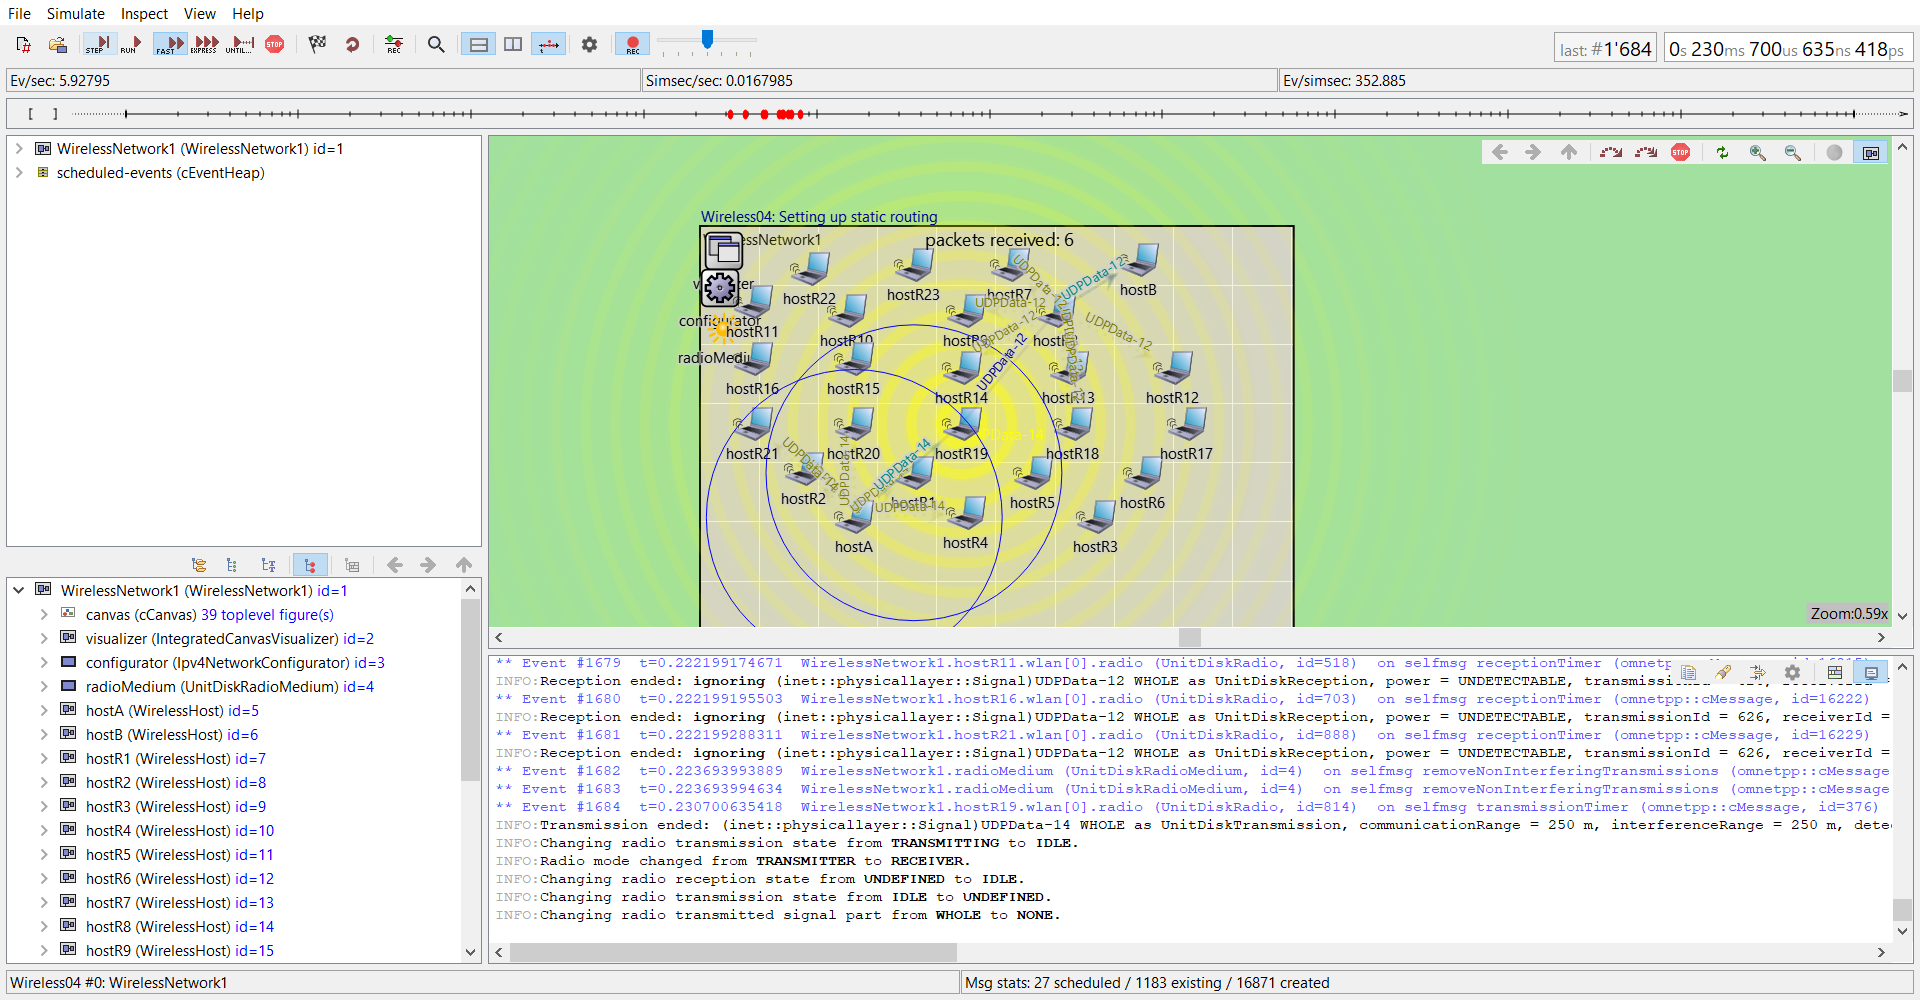 File Simulate Inspect View Help
STEP RUN FAST EXPRESS UNTIL... STOP REC REC
last: #1'684 0s 230ms 700us 635ns 418ps
Ev/sec: 5.92795 Simsec/sec: 0.0167985 Ev/simsec: 352.885
[ ]
WirelessNetwork1 (WirelessNetwork1) id=1
scheduled-events (cEventHeap)
STOP
Wireless04: Setting up static routing
packets received: 6
hostB
hostR22 hostR23 hostR7
configurator
hostR11 hostR10
hostR16 hostR15 hostR14 hostR13 hostR12
hostR21 hostR20 hostR19 hostR18 hostR17
hostR2 hostR1 hostR5 hostR6
hostA hostR4 hostR3
UDPData-12
UDPData-12
UDPData-12
UDPData-12
UDPData-12
UDPData-14
UDPData-14
UDPData-14
UDPData-14
Zoom:0.59x
WirelessNetwork1 (WirelessNetwork1) id=1
canvas (cCanvas) 39 toplevel figure(s)
visualizer (IntegratedCanvasVisualizer) id=2
configurator (Ipv4NetworkConfigurator) id=3
radioMedium (UnitDiskRadioMedium) id=4
hostA (WirelessHost) id=5
hostB (WirelessHost) id=6
hostR1 (WirelessHost) id=7
hostR2 (WirelessHost) id=8
hostR3 (WirelessHost) id=9
hostR4 (WirelessHost) id=10
hostR5 (WirelessHost) id=11
hostR6 (WirelessHost) id=12
hostR7 (WirelessHost) id=13
hostR8 (WirelessHost) id=14
hostR9 (WirelessHost) id=15
** Event #1679 t=0.222199174671 WirelessNetwork1.hostR11.wlan[0].radio (UnitDiskRadio, id=518) on selfmsg receptionTimer (omnetp
INFO:Reception ended: ignoring (inet::physicallayer::Signal)UDPData-12 WHOLE as UnitDiskReception, power = UNDETECTABLE,
** Event #1680 t=0.222199195503 WirelessNetwork1.hostR16.wlan[0].radio (UnitDiskRadio, id=703) on selfmsg receptionTimer (omnetpp::cMessage, id=16222)
INFO:Reception ended: ignoring (inet::physicallayer::Signal)UDPData-12 WHOLE as UnitDiskReception, power = UNDETECTABLE, transmissionId = 626, receiverId =
** Event #1681 t=0.222199288311 WirelessNetwork1.hostR21.wlan[0].radio (UnitDiskRadio, id=888) on selfmsg receptionTimer (omnetpp::cMessage, id=16229)
INFO:Reception ended: ignoring (inet::physicallayer::Signal)UDPData-12 WHOLE as UnitDiskReception, power = UNDETECTABLE, transmissionId = 626, receiverId =
** Event #1682 t=0.223693993889 WirelessNetwork1.radioMedium (UnitDiskRadioMedium, id=4) on selfmsg removeNonInterferingTransmissions (omnetpp::cMessage
** Event #1683 t=0.223693994634 WirelessNetwork1.radioMedium (UnitDiskRadioMedium, id=4) on selfmsg removeNonInterferingTransmissions (omnetpp::cMessage
** Event #1684 t=0.230700635418 WirelessNetwork1.hostR19.wlan[0].radio (UnitDiskRadio, id=814) on selfmsg transmissionTimer (omnetpp::cMessage, id=376)
INFO:Transmission ended: (inet::physicallayer::Signal)UDPData-14 WHOLE as UnitDiskTransmission, communicationRange = 250 m, interferenceRange = 250 m, dete
INFO:Changing radio transmission state from TRANSMITTING to IDLE.
INFO:Radio mode changed from TRANSMITTER to RECEIVER.
INFO:Changing radio reception state from UNDEFINED to IDLE.
INFO:Changing radio transmission state from IDLE to UNDEFINED.
INFO:Changing radio transmitted signal part from WHOLE to NONE.
Wireless04 #0: WirelessNetwork1 Msg stats: 27 scheduled / 1183 existing / 16871 created